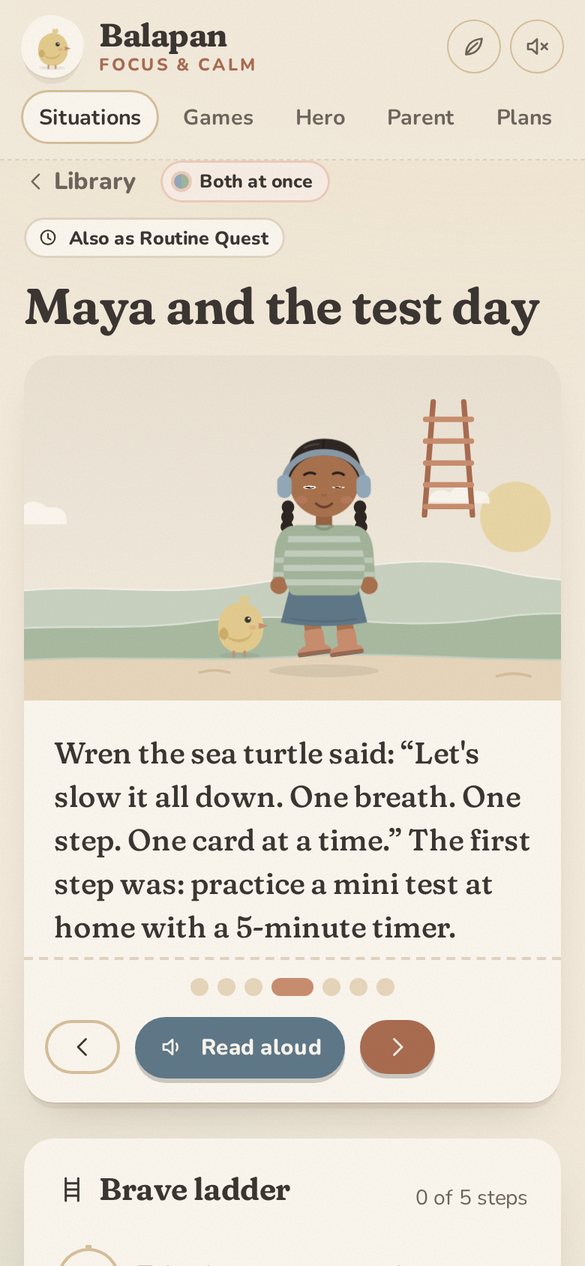 Balapan
FOCUS & CALM
Situations
Games
Hero
Parent
Plans
Library
Both at once
Also as Routine Quest
Maya and the test day
Wren the sea turtle said: “Let's
slow it all down. One breath. One
step. One card at a time.” The first
step was: practice a mini test at
home with a 5-minute timer.
Read aloud
Brave ladder
0 of 5 steps